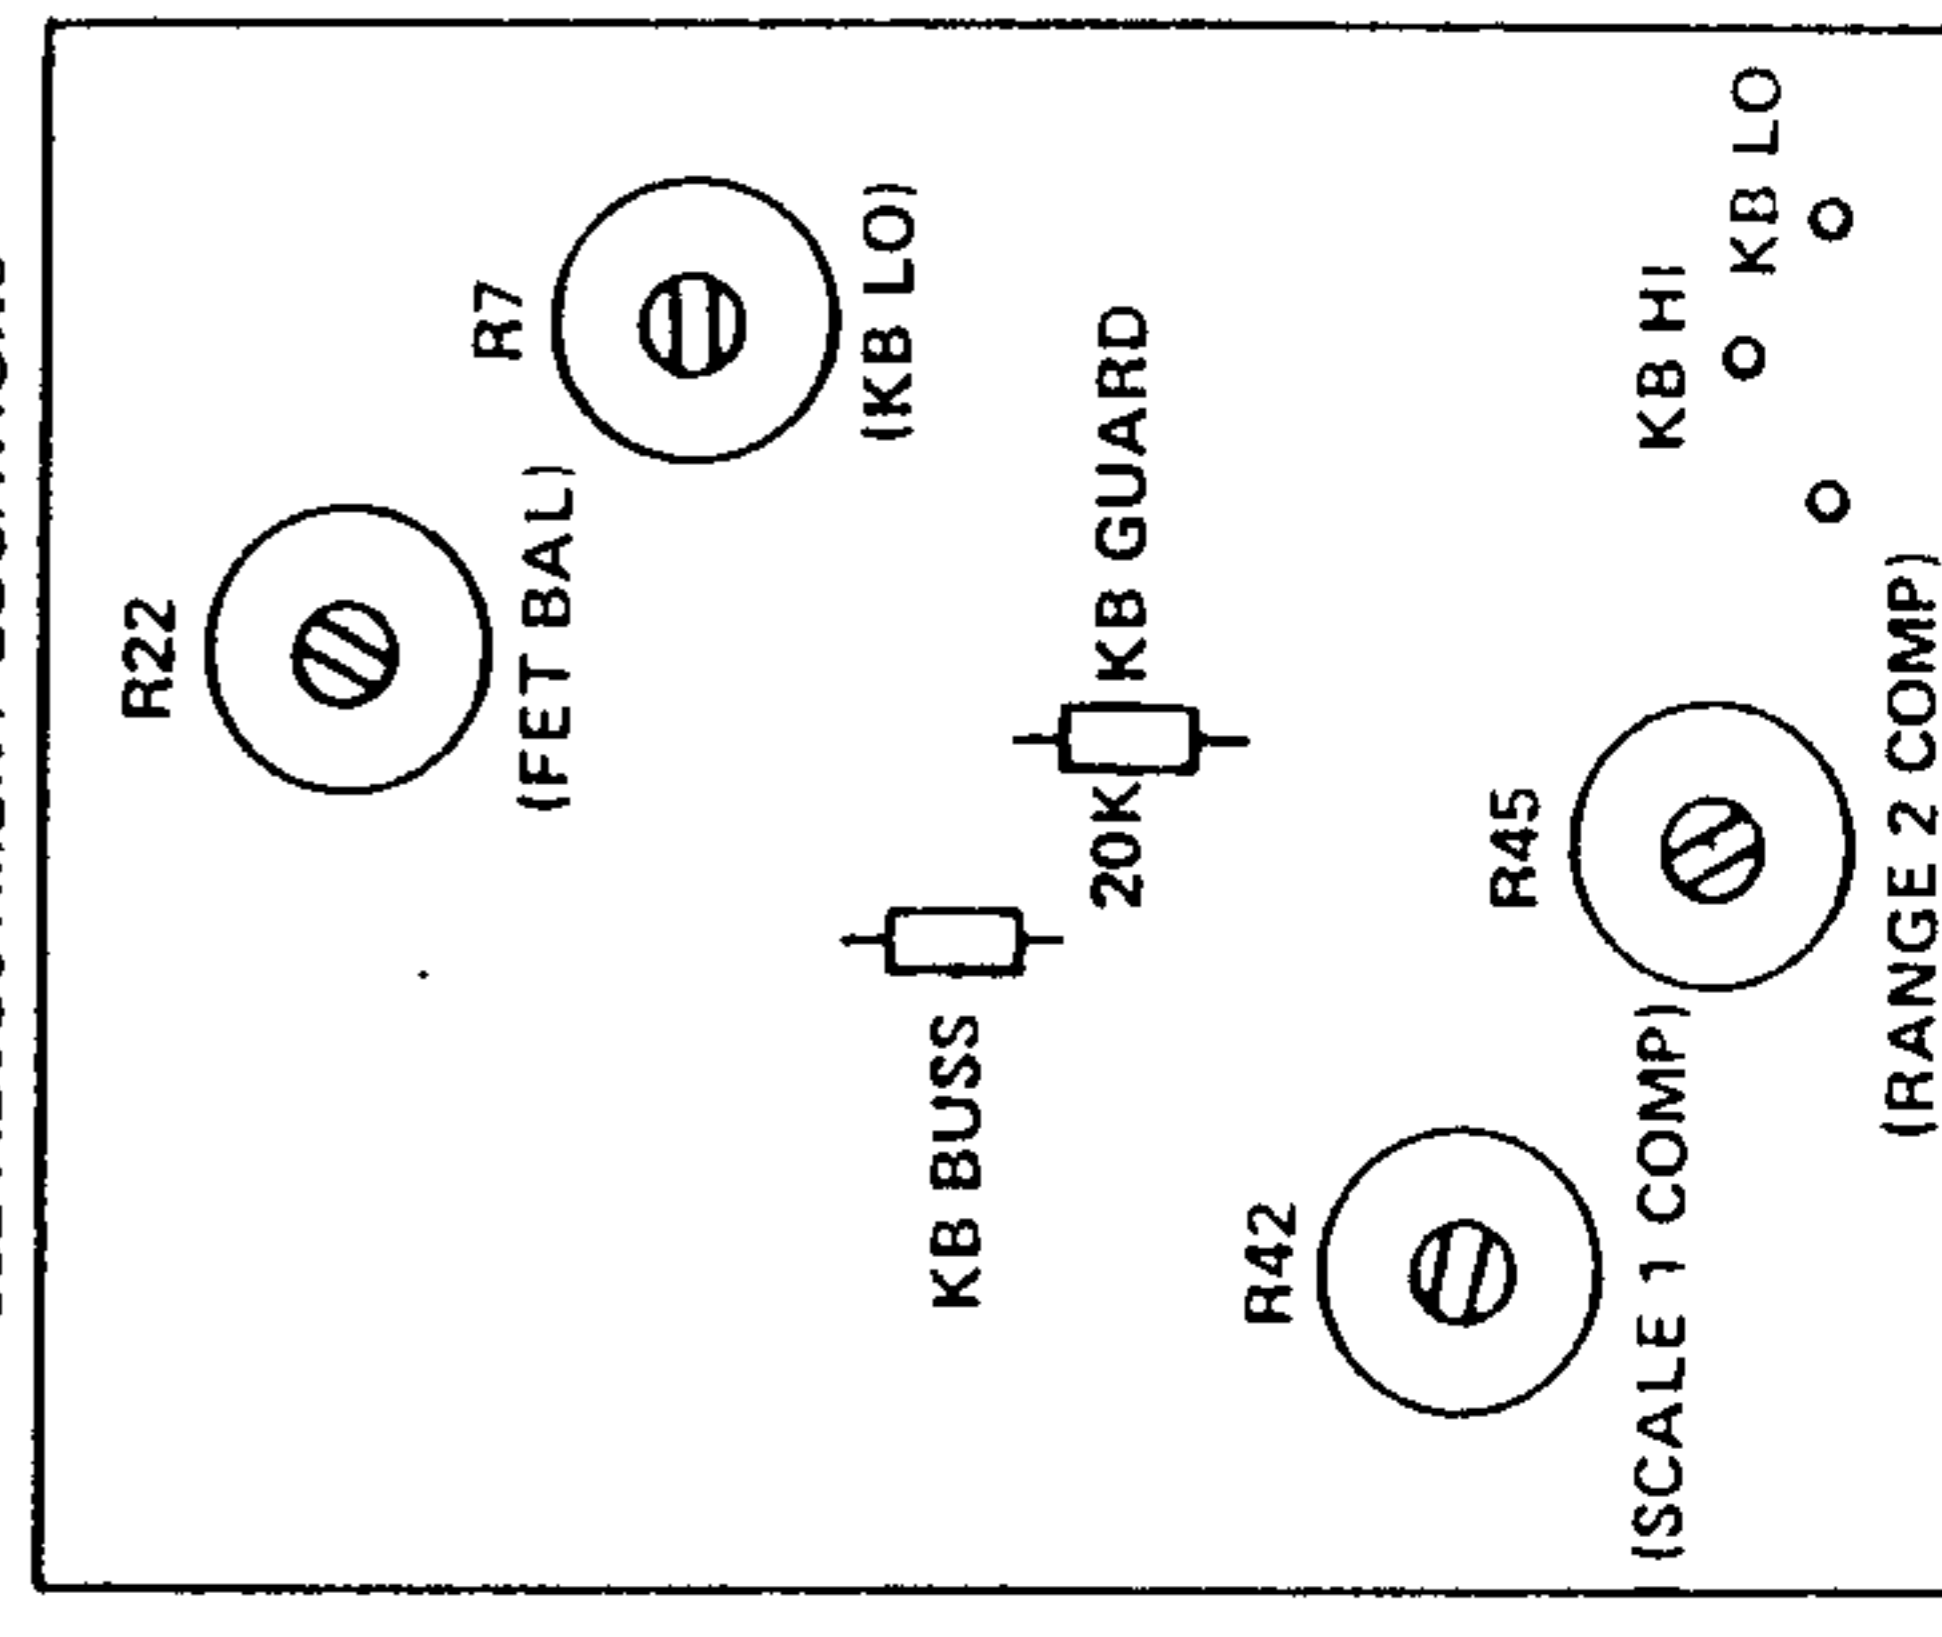 R22
(FET BAL)
R7
(KB LO)
KB BUSS
20K
KB GUARD
R42
(SCALE 1 COMP)
R45
(RANGE 2 COMP)
KB HI
KB LO